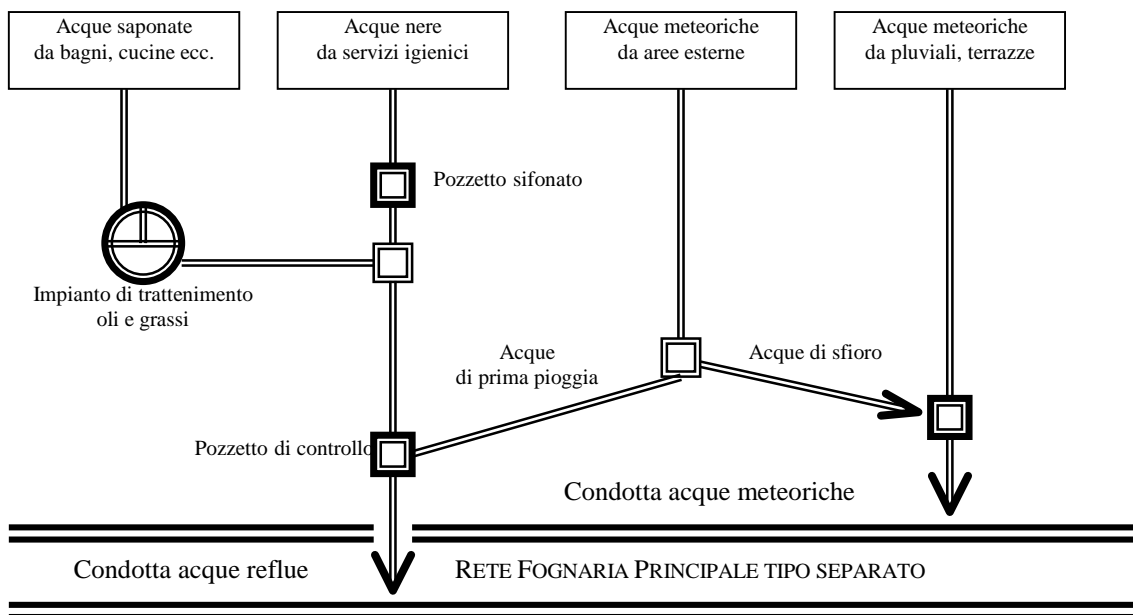 Acque saponate
da bagni, cucine ecc.
Acque nere
da servizi igienici
Acque meteoriche
da aree esterne
Acque meteoriche
da pluviali, terrazze
Pozzetto sifonato
Impianto di trattenimento
oli e grassi
Acque
di prima pioggia
Acque di sfioro
Pozzetto di controllo
Condotta acque meteoriche
Condotta acque reflue
RETE FOGNARIA PRINCIPALE TIPO SEPARATO